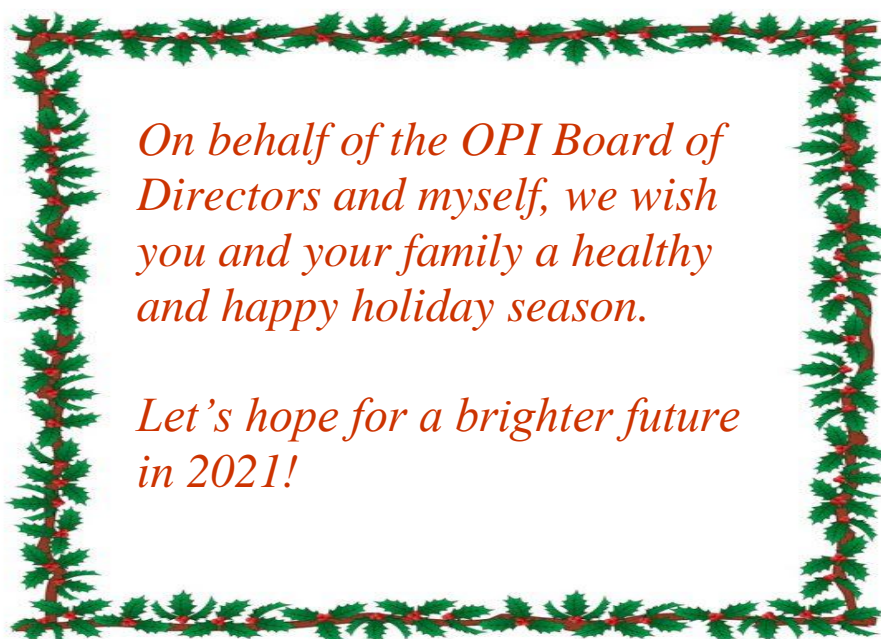 On behalf of the OPI Board of
Directors and myself, we wish
you and your family a healthy
and happy holiday season.
Let’s hope for a brighter future
in 2021!